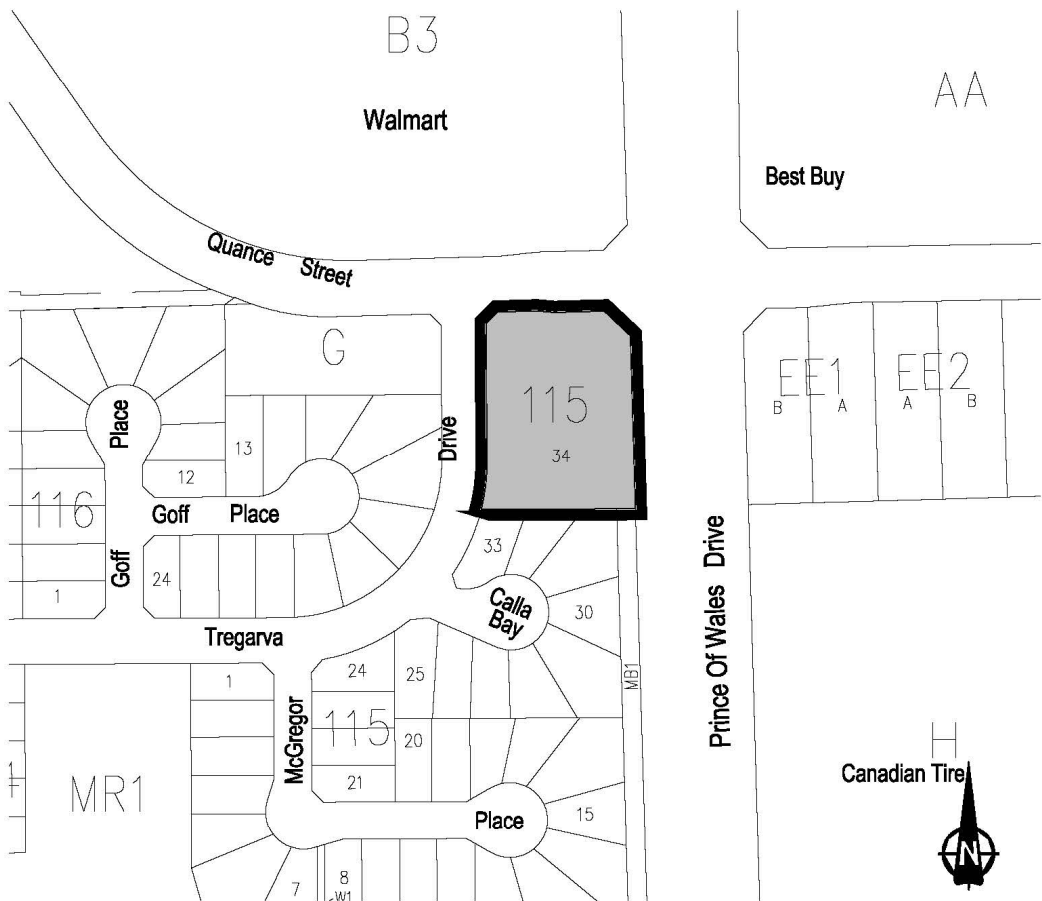 B3
Walmart
AA
Best Buy
Quance Street
G
115
34
EE1
B A
EE2
A B
Place
Drive
13
12
116
Goff Place
Goff
24
1
33
Calla
Bay
30
Tregarva
Prince Of Wales Drive
MB1
1
24
25
McGregor
115
20
21
MR1
H
Canadian Tire
Place
15
N
7
8
W1